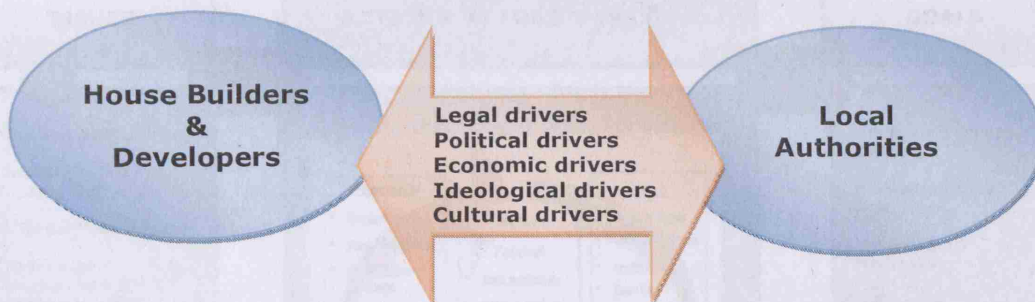 House Builders
&
Developers
Legal drivers
Political drivers
Economic drivers
Ideological drivers
Cultural drivers
Local
Authorities